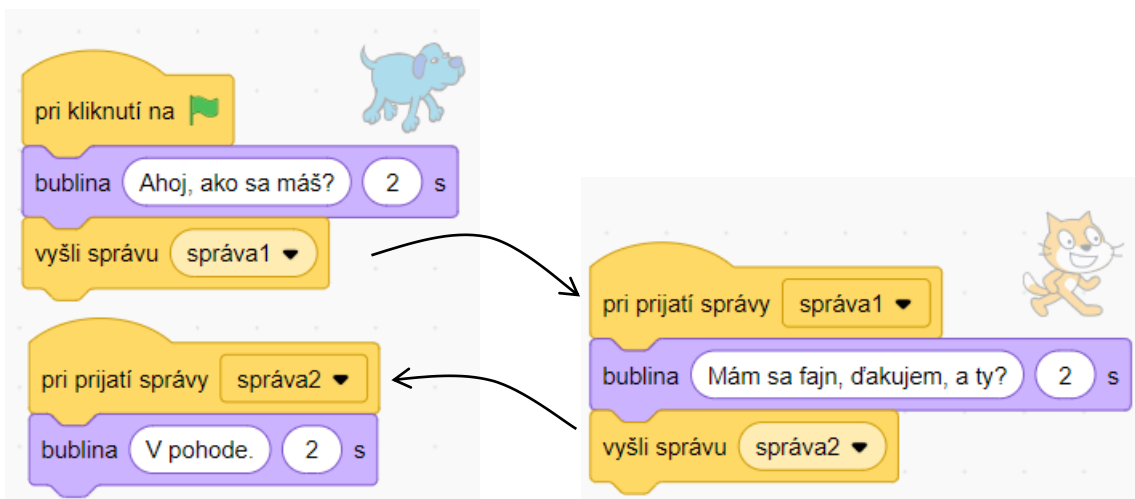 pri kliknutí na
bublina Ahoj, ako sa máš? 2 s
vyšli správu správa1
pri prijatí správy správa2
bublina V pohode. 2 s
pri prijatí správy správa1
bublina Mám sa fajn, ďakujem, a ty? 2 s
vyšli správu správa2